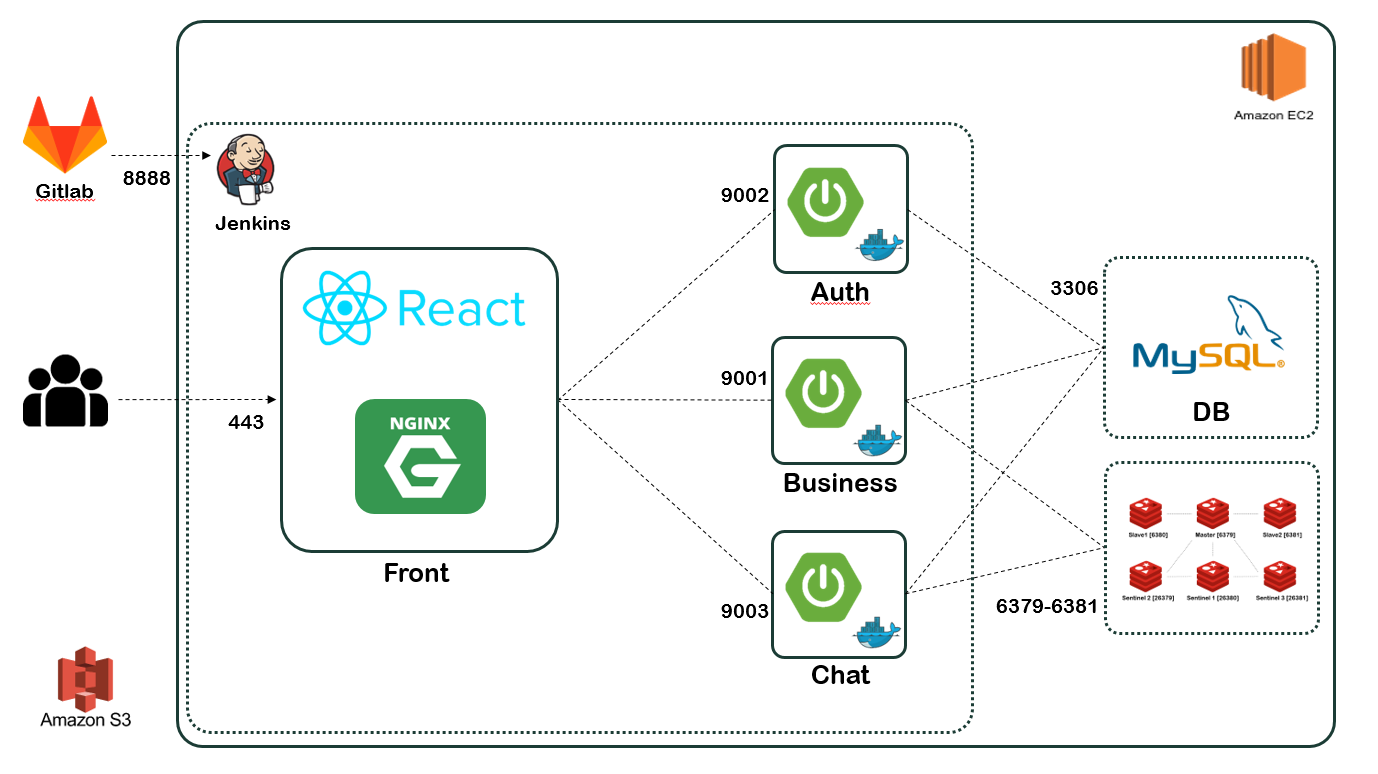 Amazon EC2
Gitlab
8888
Jenkins
React
NGINX
443
Front
9002
Auth
9001
Business
9003
Chat
3306
MySQL®
DB
Slave1 [6380]
Master [6379]
Slave2 [6381]
Sentinel 2 [26379]
Sentinel 1 [26380]
Sentinel 3 [26381]
6379-6381
Amazon S3